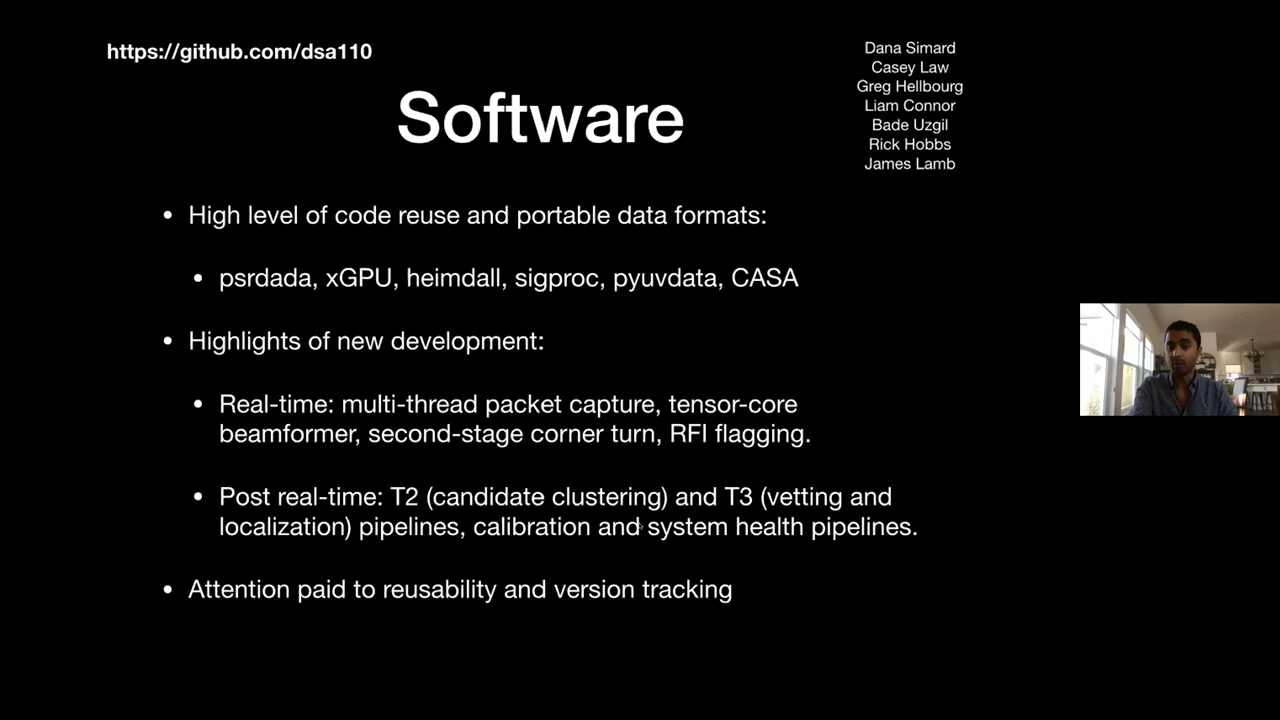 https://github.com/dsa110
Dana Simard
Casey Law
Greg Hellbourg
Liam Connor
Bade Uzgil
Rick Hobbs
James Lamb
Software
• High level of code reuse and portable data formats:
• psrdada, xGPU, heimdall, sigproc, pyuvdata, CASA
• Highlights of new development:
• Real-time: multi-thread packet capture, tensor-core
beamformer, second-stage corner turn, RFI flagging.
• Post real-time: T2 (candidate clustering) and T3 (vetting and
localization) pipelines, calibration and system health pipelines.
• Attention paid to reusability and version tracking